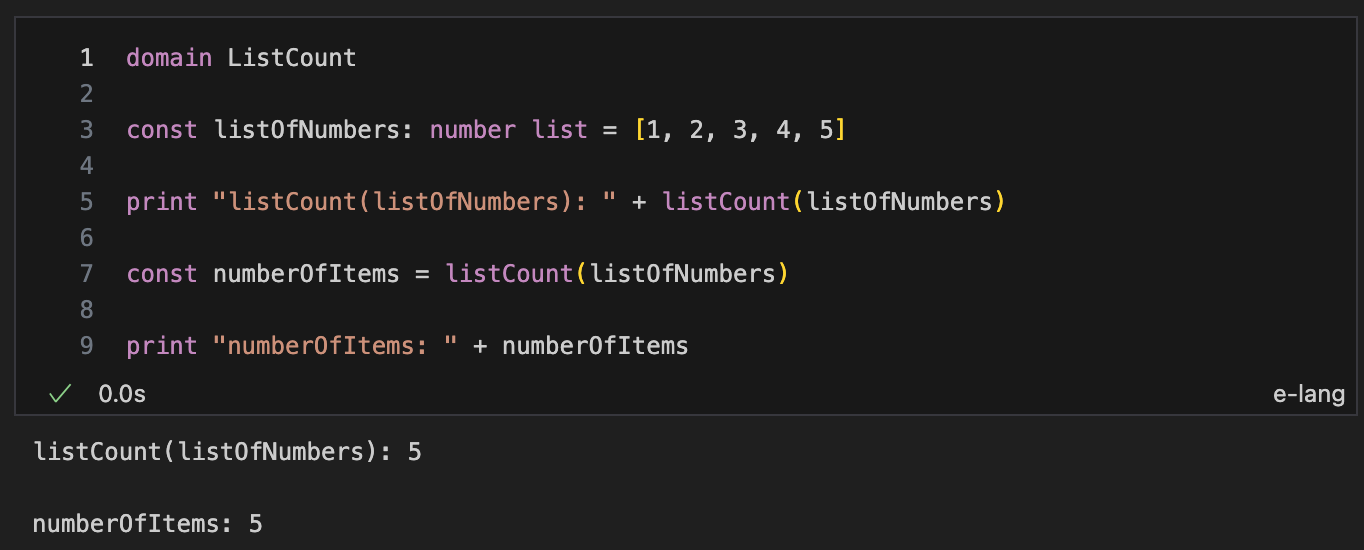 1 domain ListCount
2
3 const listOfNumbers: number list = [1, 2, 3, 4, 5]
4
5 print "listCount(listOfNumbers): " + listCount(listOfNumbers)
6
7 const numberOfItems = listCount(listOfNumbers)
8
9 print "numberOfItems: " + numberOfItems
0.0s e-lang
listCount(listOfNumbers): 5
numberOfItems: 5